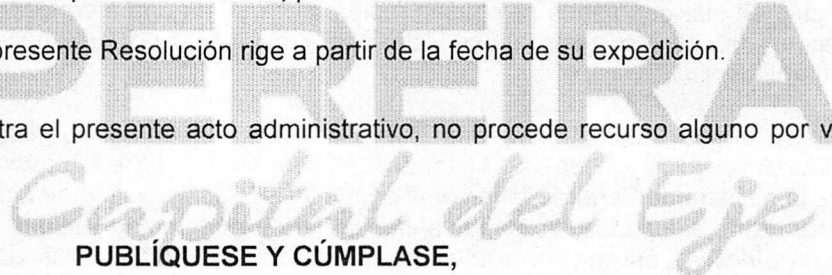 PEREIRA
presente Resolución rige a partir de la fecha de su expedición.
tra el presente acto administrativo, no procede recurso alguno por
Capital del Eje
PUBLÍQUESE Y CÚMPLASE,